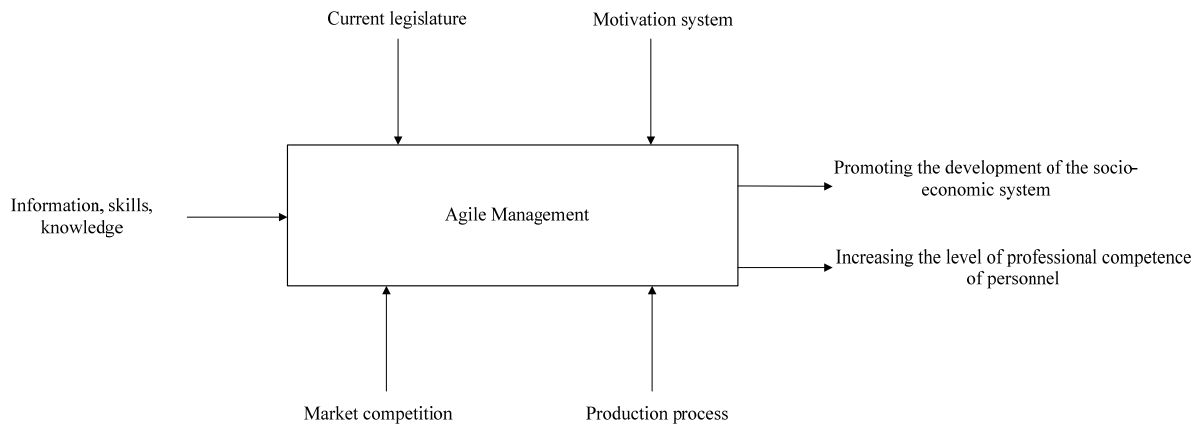 Current legislature
Motivation system
Promoting the development of the socio-
economic system
Information, skills,
knowledge
Agile Management
Increasing the level of professional competence
of personnel
Market competition
Production process